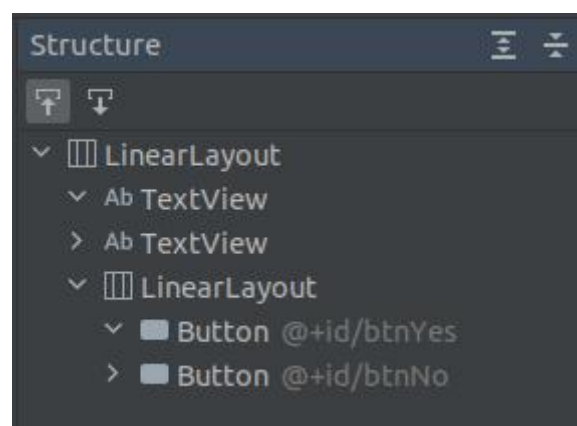 Structure
LinearLayout
Ab TextView
Ab TextView
LinearLayout
Button @+id/btnYes
Button @+id/btnNo